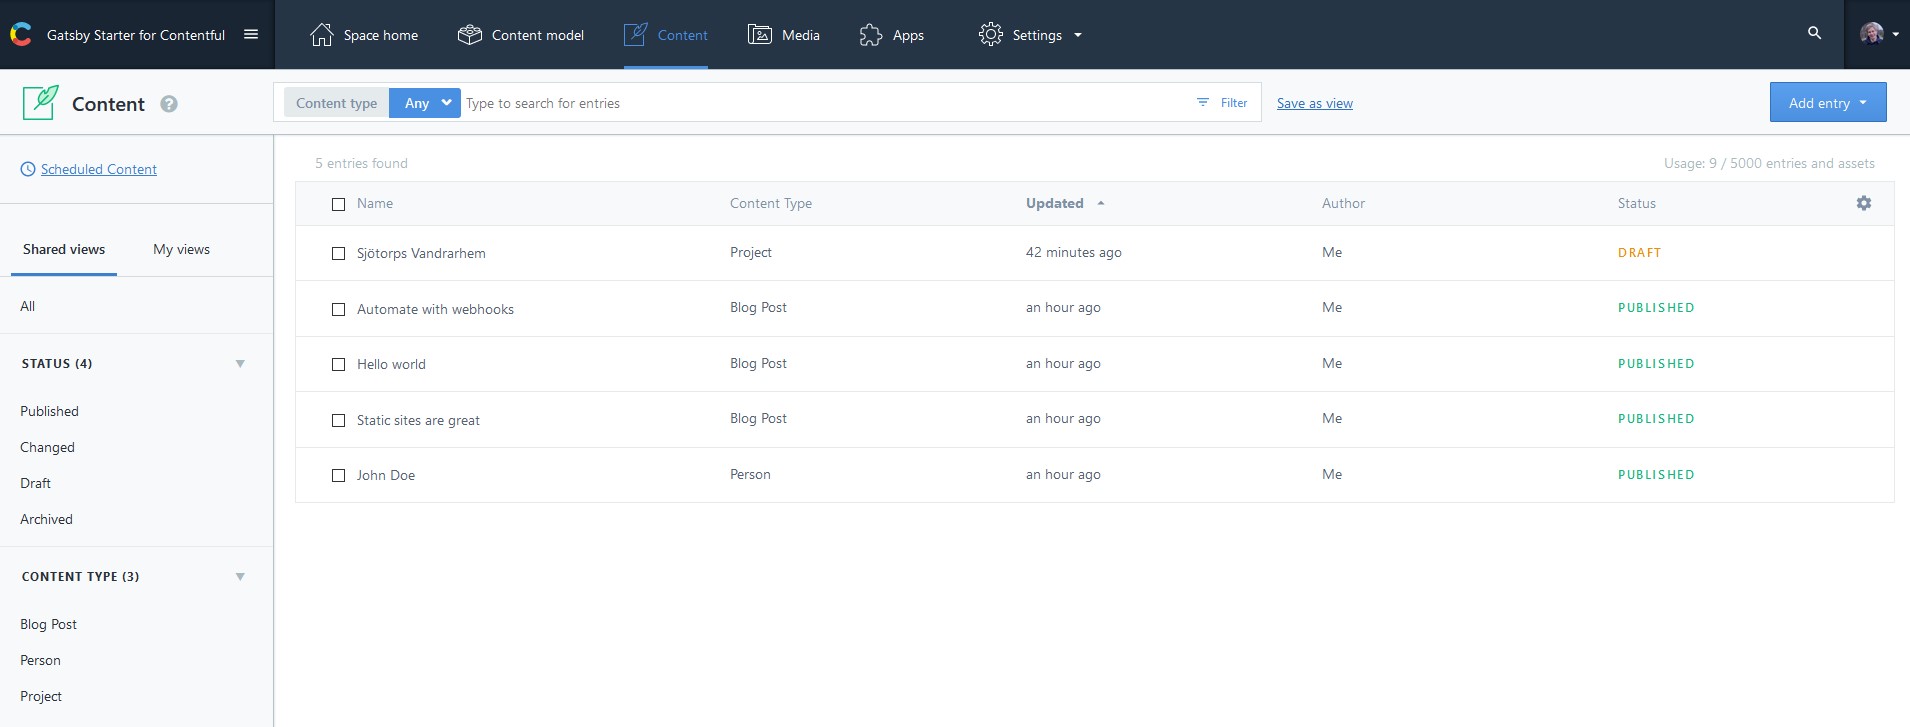 Gatsby Starter for Contentful
Space home
Content model
Content
Media
Apps
Settings
Content
Content type Any Type to search for entries Filter
Save as view
Add entry
Scheduled Content
Shared views My views
All
STATUS (4)
Published
Changed
Draft
Archived
CONTENT TYPE (3)
Blog Post
Person
Project
5 entries found Usage: 9 / 5000 entries and assets
Name Content Type Updated Author Status
Sjötorps Vandrarhem Project 42 minutes ago Me DRAFT
Automate with webhooks Blog Post an hour ago Me PUBLISHED
Hello world Blog Post an hour ago Me PUBLISHED
Static sites are great Blog Post an hour ago Me PUBLISHED
John Doe Person an hour ago Me PUBLISHED